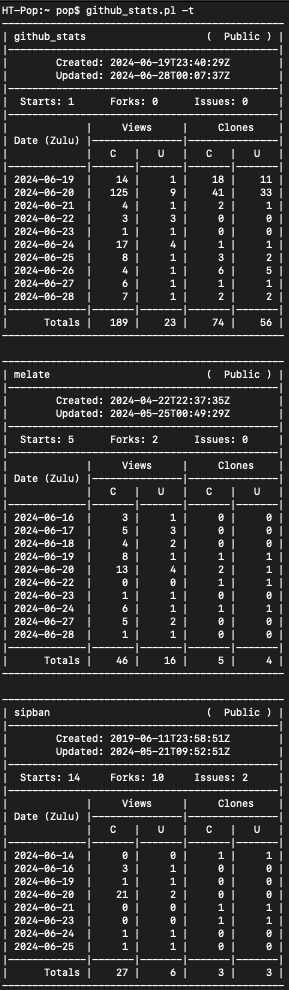 HT-Pop:~ pop$ github_stats.pl -t
| github_stats ( Public ) |
| Created: 2024-06-19T23:40:29Z
| Updated: 2024-06-28T00:07:37Z |
| Starts: 1 Forks: 0 Issues: 0 |
| Date (Zulu) | Views | Clones |
| C | U | C | U |
| 2024-06-19 | 14 | 1 | 18 | 11 |
| 2024-06-20 | 125 | 9 | 41 | 33 |
| 2024-06-21 | 4 | 1 | 2 | 1 |
| 2024-06-22 | 3 | 3 | 0 | 0 |
| 2024-06-23 | 1 | 1 | 0 | 0 |
| 2024-06-24 | 17 | 4 | 1 | 1 |
| 2024-06-25 | 8 | 1 | 3 | 2 |
| 2024-06-26 | 4 | 1 | 6 | 5 |
| 2024-06-27 | 6 | 1 | 1 | 1 |
| 2024-06-28 | 7 | 1 | 2 | 2 |
| Totals | 189 | 23 | 74 | 56 |
| melate ( Public ) |
| Created: 2024-04-22T22:37:35Z |
| Updated: 2024-05-25T00:49:29Z |
| Starts: 5 Forks: 2 Issues: 0 |
| Date (Zulu) | Views | Clones |
| C | U | C | U |
| 2024-06-16 | 3 | 1 | 0 | 0 |
| 2024-06-17 | 5 | 3 | 0 | 0 |
| 2024-06-18 | 4 | 2 | 0 | 0 |
| 2024-06-19 | 8 | 1 | 1 | 1 |
| 2024-06-20 | 13 | 4 | 2 | 1 |
| 2024-06-22 | 0 | 0 | 1 | 1 |
| 2024-06-23 | 1 | 1 | 0 | 0 |
| 2024-06-24 | 6 | 1 | 1 | 1 |
| 2024-06-27 | 5 | 2 | 0 | 0 |
| 2024-06-28 | 1 | 1 | 0 | 0 |
| Totals | 46 | 16 | 5 | 4 |
| sipban ( Public ) |
| Created: 2019-06-11T23:58:51Z |
| Updated: 2024-05-21T09:52:51Z |
| Starts: 14 Forks: 10 Issues: 2 |
| Date (Zulu) | Views | Clones |
| C | U | C | U |
| 2024-06-14 | 0 | 0 | 1 | 1 |
| 2024-06-16 | 3 | 1 | 0 | 0 |
| 2024-06-19 | 1 | 1 | 0 | 0 |
| 2024-06-20 | 21 | 2 | 0 | 0 |
| 2024-06-21 | 0 | 0 | 1 | 1 |
| 2024-06-23 | 0 | 0 | 1 | 1 |
| 2024-06-24 | 1 | 1 | 0 | 0 |
| 2024-06-25 | 1 | 1 | 0 | 0 |
| Totals | 27 | 6 | 3 | 3 |